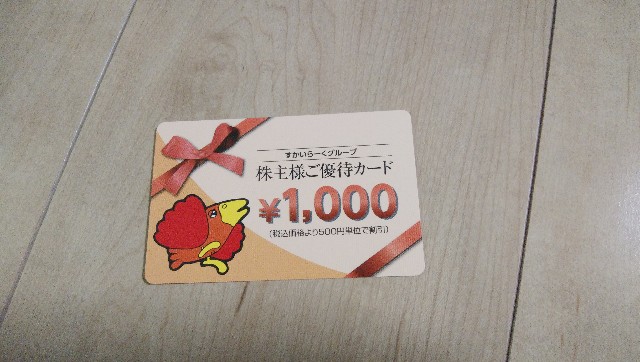 すかいらーくグループ
株主様ご優待カード
¥1,000
(税込価格より500円単位で割引)